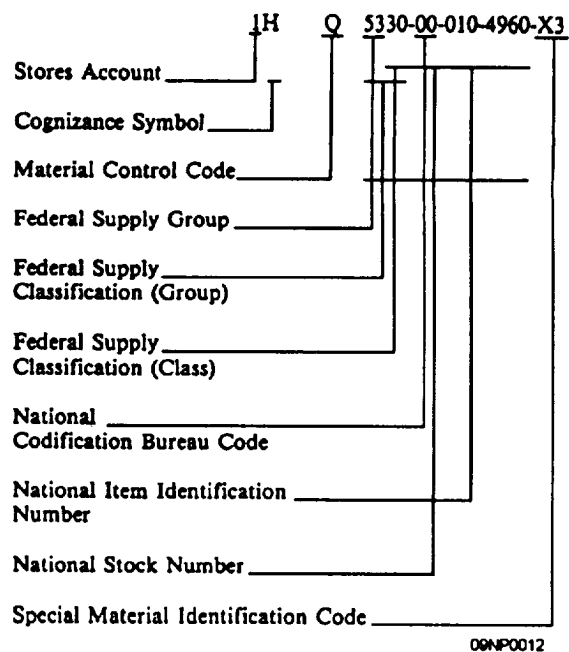 1H Q 5330-00-010-4960-X3
Stores Account
Cognizance Symbol
Material Control Code
Federal Supply Group
Federal Supply
Classification (Group)
Federal Supply
Classification (Class)
National
Codification Bureau Code
National Item Identification
Number
National Stock Number
Special Material Identification Code
09NP0012